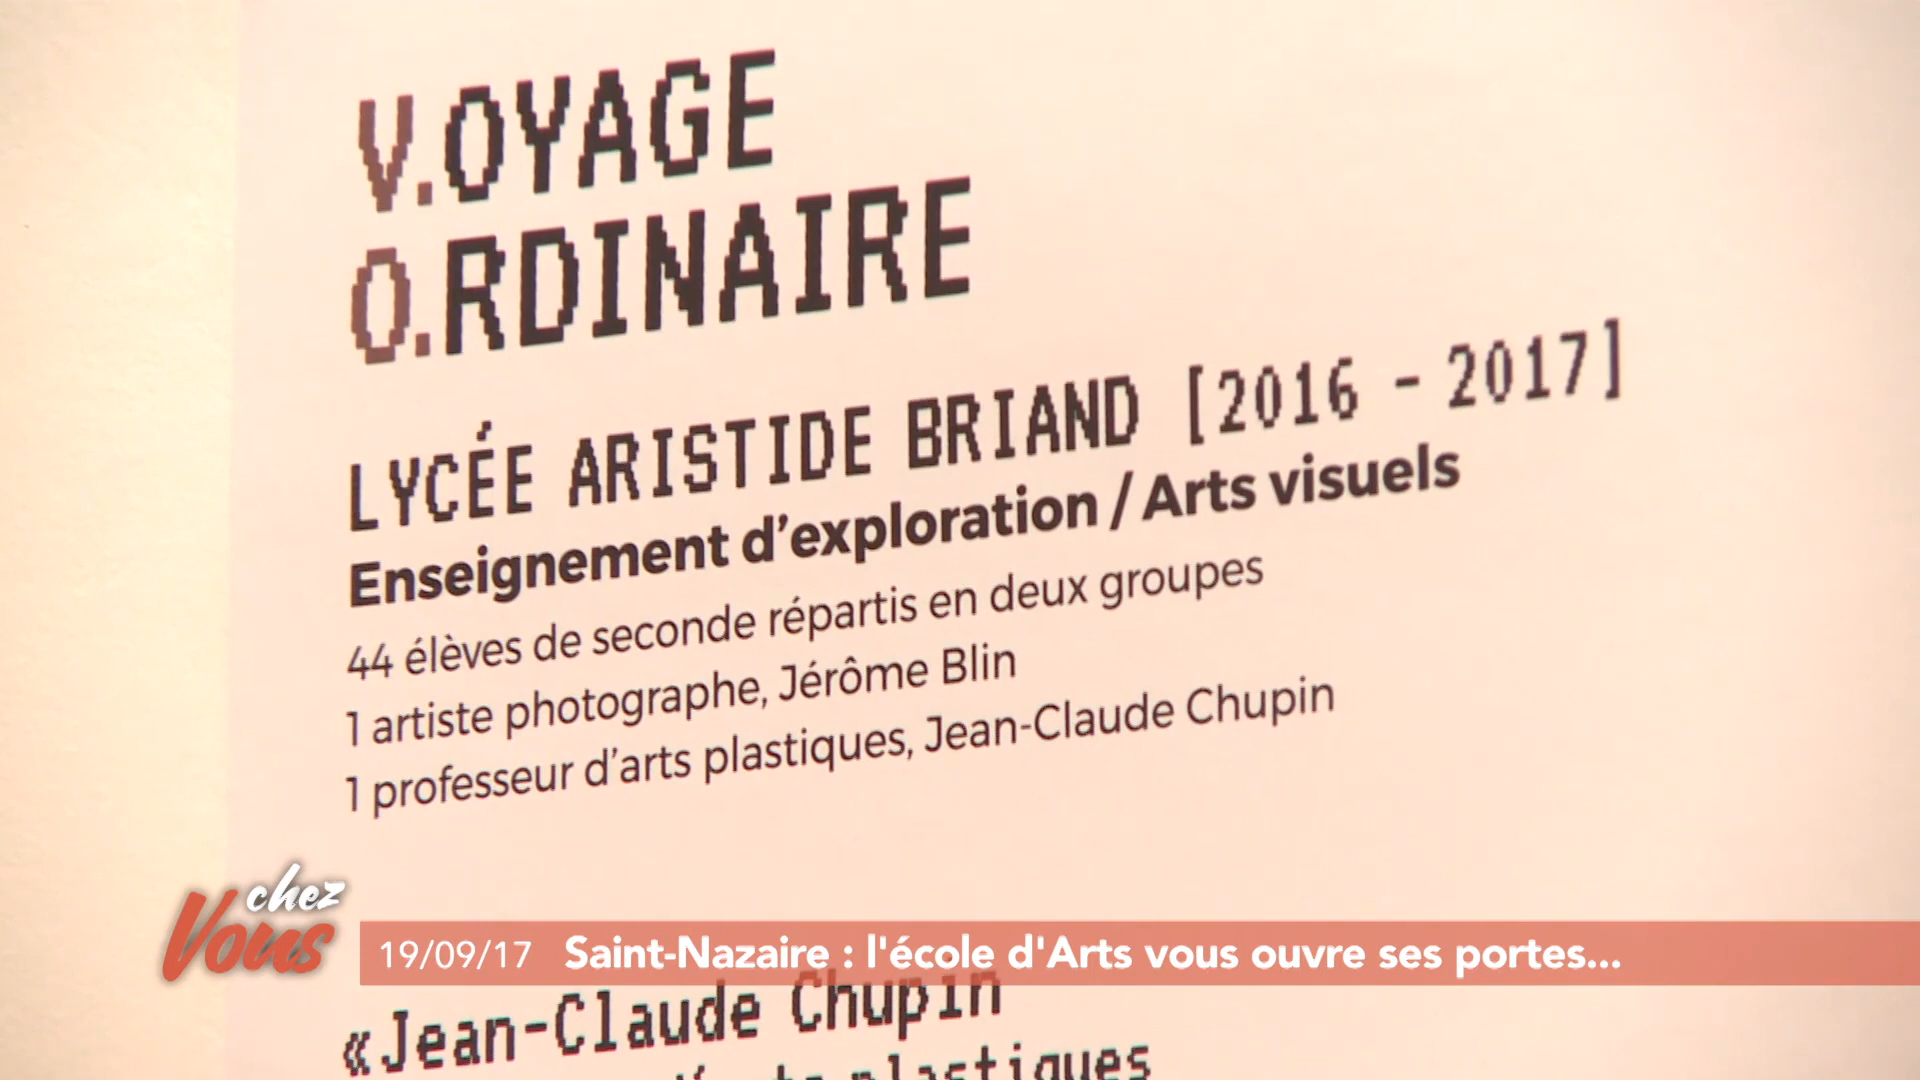 V.OYAGE
O.RDINAIRE
LYCÉE ARISTIDE BRIAND [2016 - 2017]
Enseignement d'exploration / Arts visuels
44 élèves de seconde répartis en deux groupes
1 artiste photographe, Jérôme Blin
1 professeur d'arts plastiques, Jean-Claude Chupin
chez
Vous
19/09/17 Saint-Nazaire : l'école d'Arts vous ouvre ses portes...
«Jean-Claude Chupin
plastiques